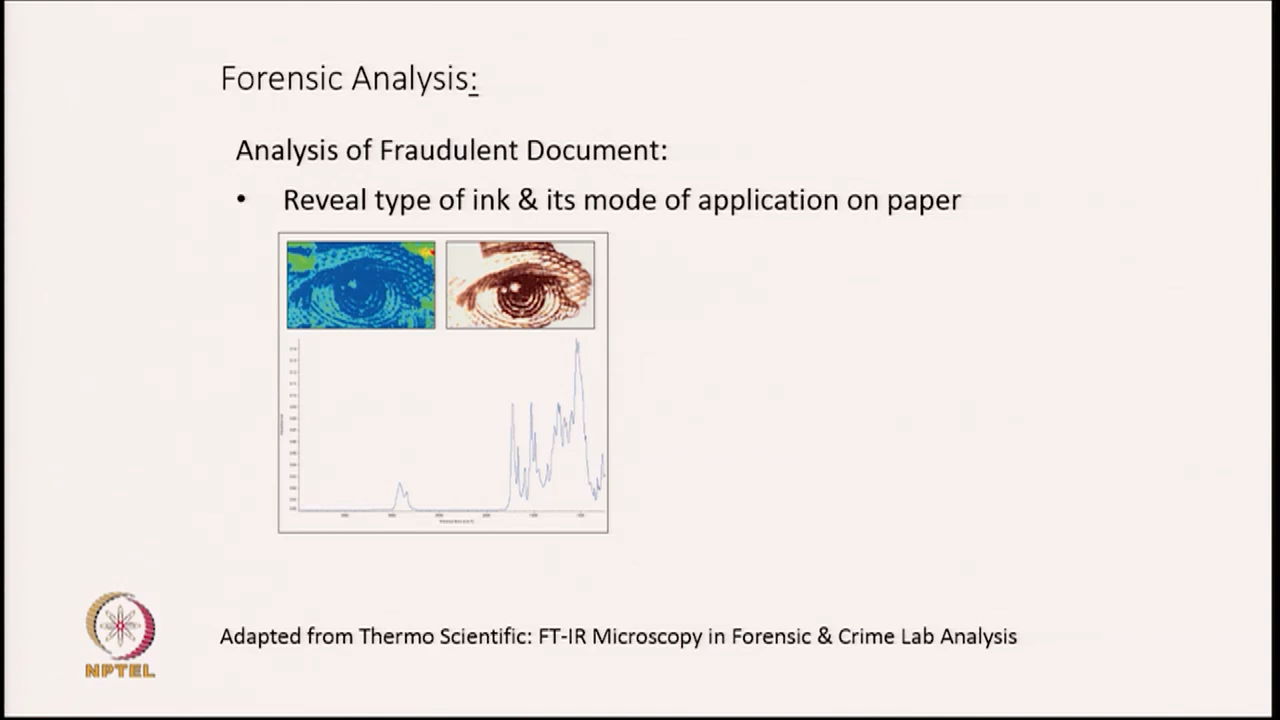 Forensic Analysis:
Analysis of Fraudulent Document:
• Reveal type of ink & its mode of application on paper
Adapted from Thermo Scientific: FT-IR Microscopy in Forensic & Crime Lab Analysis
NPTEL